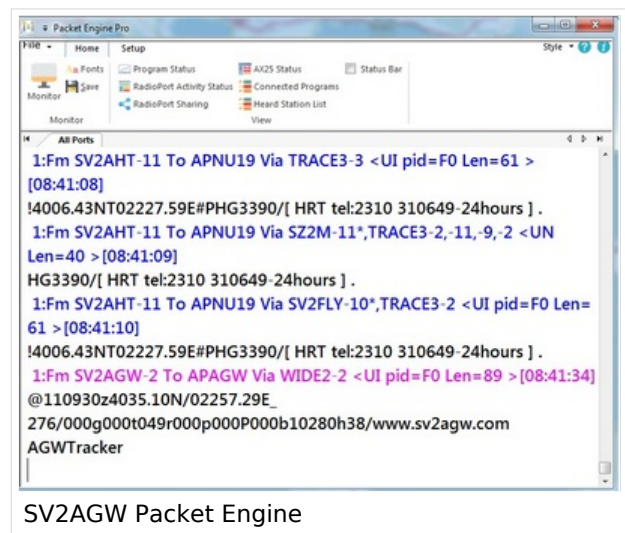 Packet Engine Pro
File Home Setup Style
Fonts Program Status AX25 Status Status Bar
Save RadioPort Activity Status Connected Programs
Monitor RadioPort Sharing Heard Station List
Monitor View
All Ports
1:Fm SV2AHT-11 To APNU19 Via TRACE3-3 <UI pid=F0 Len=61 >
[08:41:08]
!4006.43NT02227.59E#PHG3390/[ HRT tel:2310 310649-24hours ] .
1:Fm SV2AHT-11 To APNU19 Via SZ2M-11*,TRACE3-2,-11,-9,-2 <UN
Len=40 >[08:41:09]
HG3390/[ HRT tel:2310 310649-24hours ] .
1:Fm SV2AHT-11 To APNU19 Via SV2FLY-10*,TRACE3-2 <UI pid=F0 Len=
61 >[08:41:10]
!4006.43NT02227.59E#PHG3390/[ HRT tel:2310 310649-24hours ] .
1:Fm SV2AGW-2 To APAGW Via WIDE2-2 <UI pid=F0 Len=89 >[08:41:34]
@110930z4035.10N/02257.29E_
276/000g000t049r000p000P000b10280h38/www.sv2agw.com
AGWTracker
SV2AGW Packet Engine